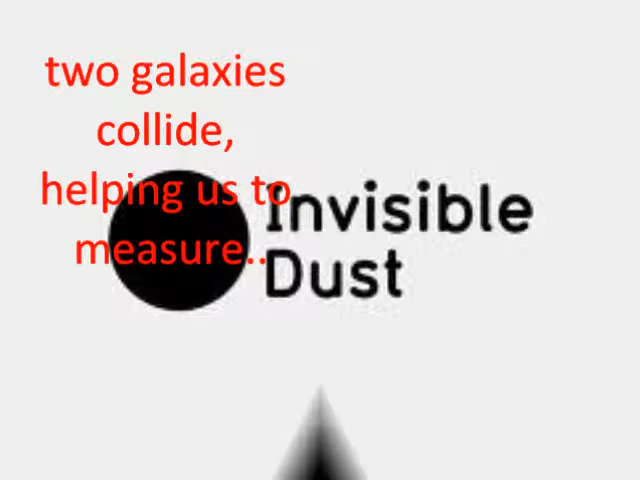 two galaxies
collide,
helping us to
measure..
Invisible
Dust